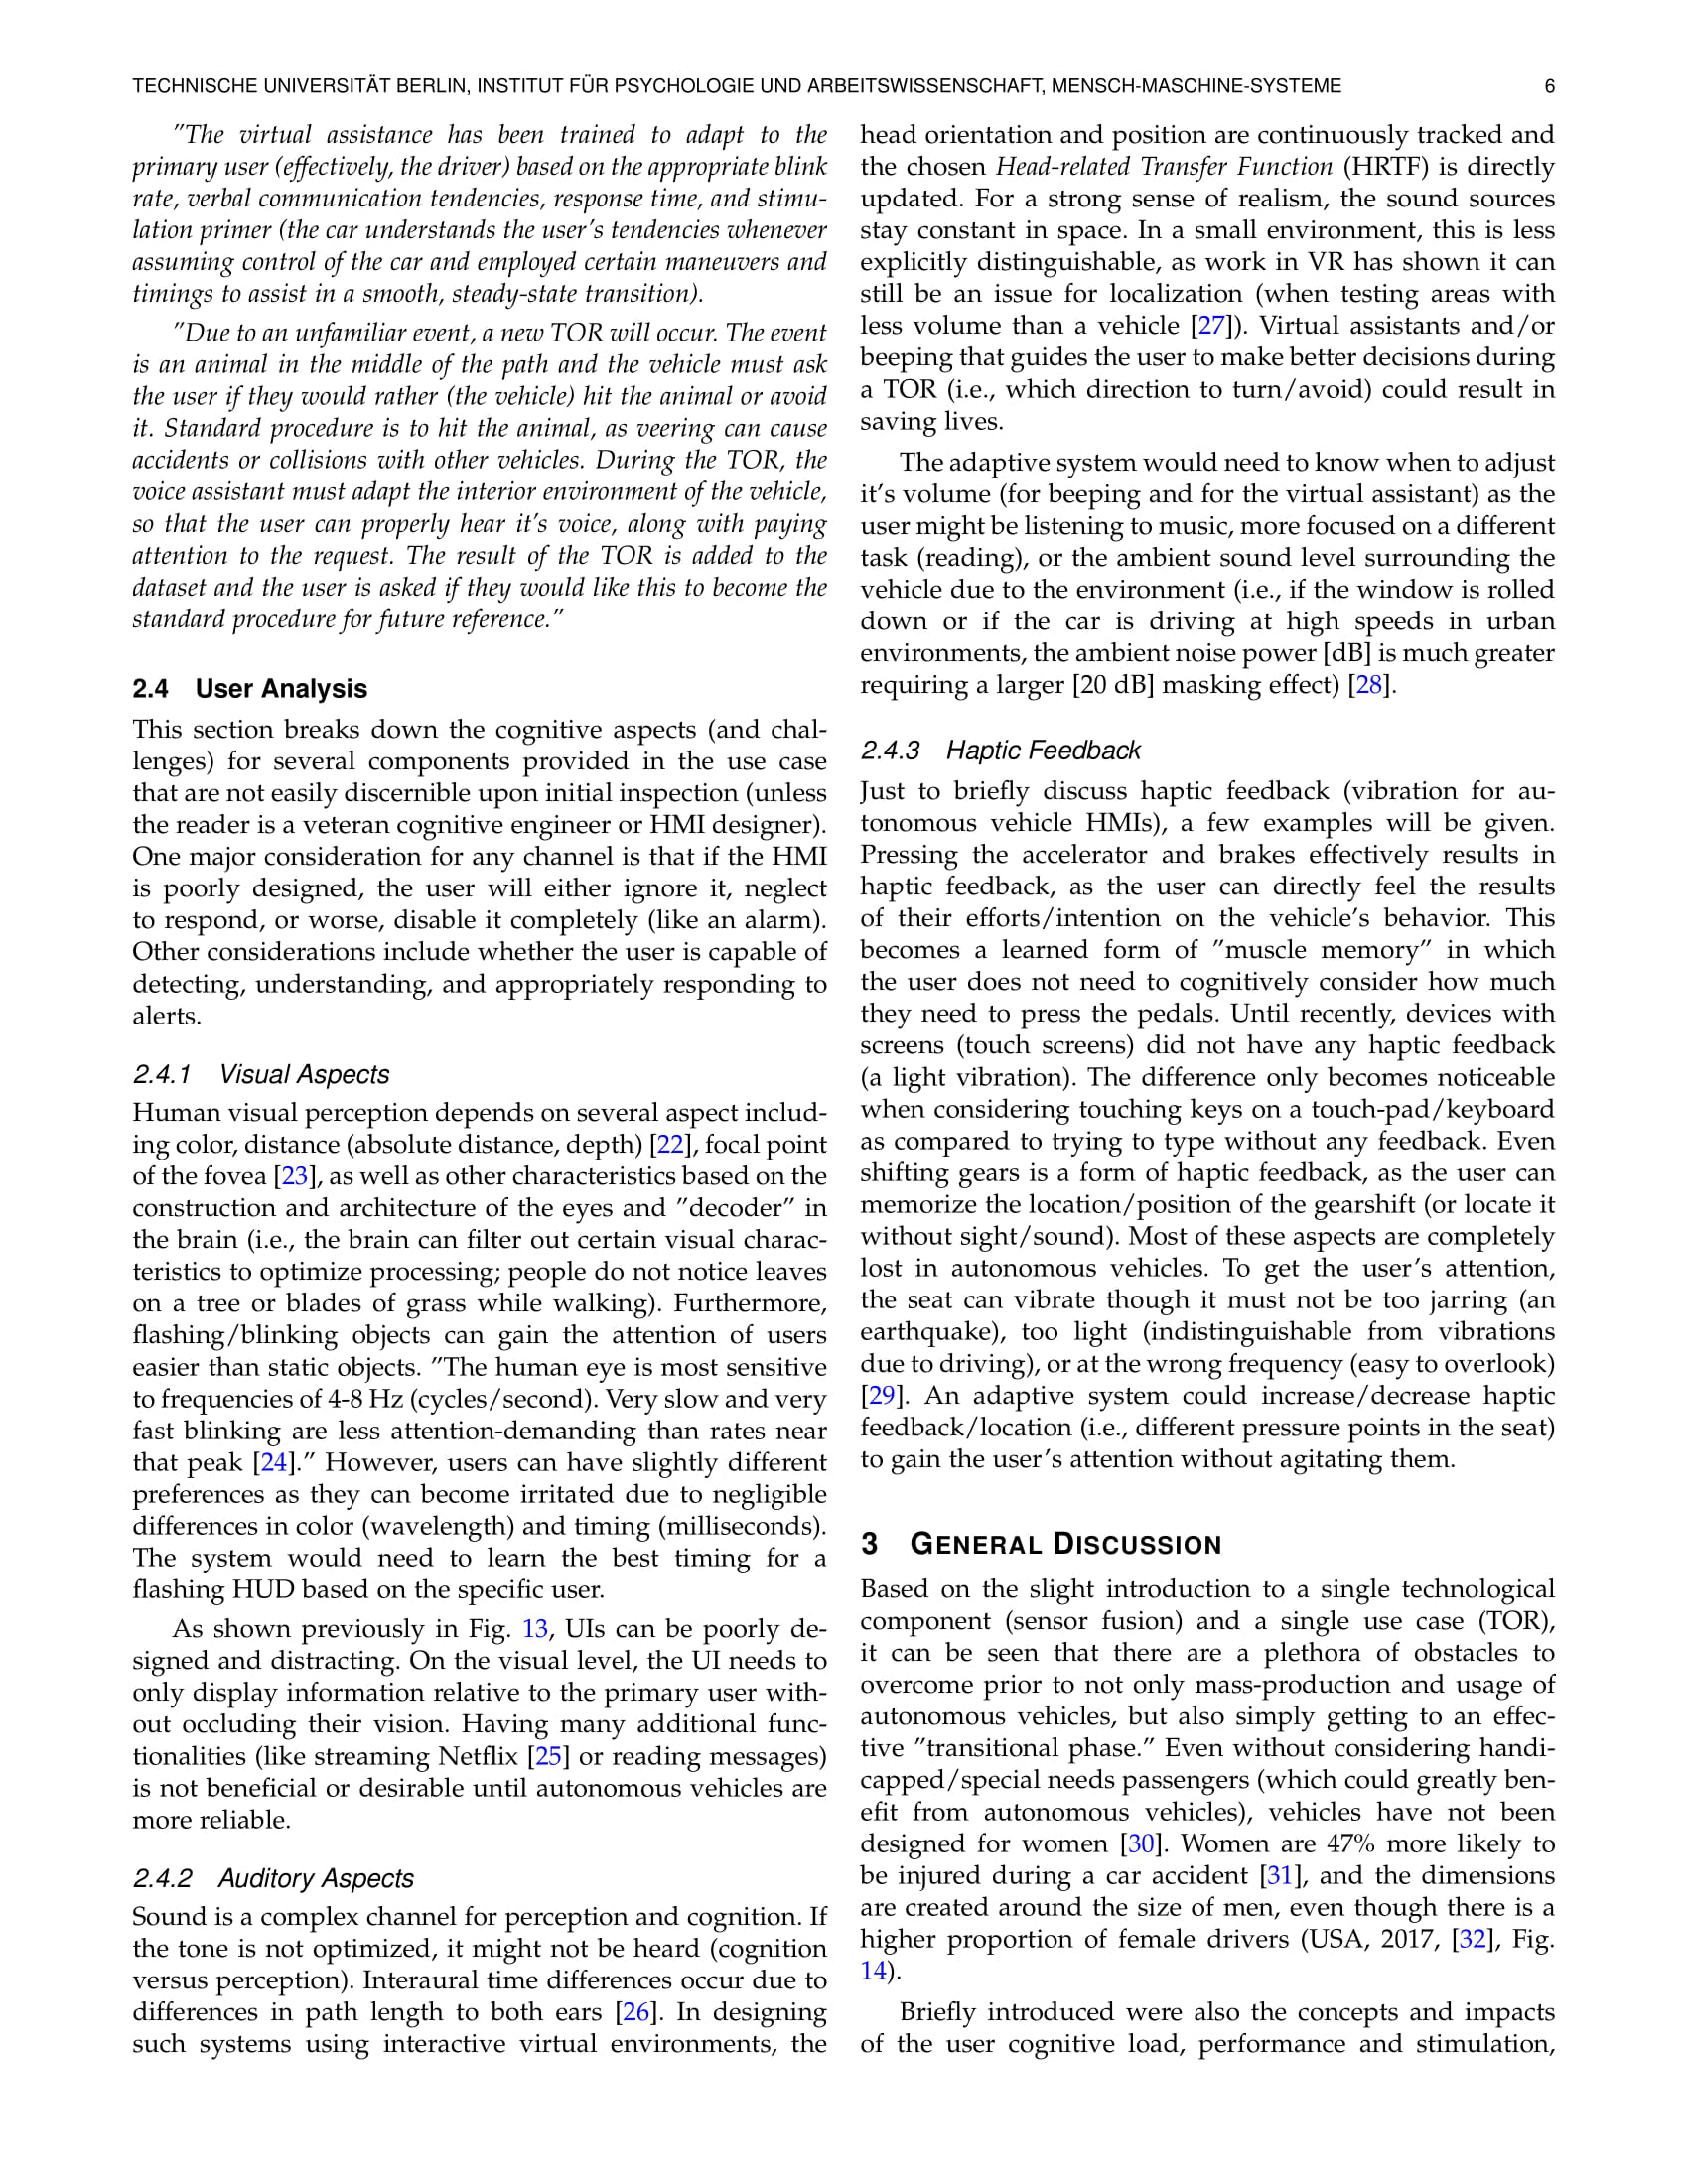 TECHNISCHE UNIVERSITÄT BERLIN, INSTITUT FÜR PSYCHOLOGIE UND ARBEITSWISSENSCHAFT, MENSCH-MASCHINE-SYSTEME 6
"The virtual assistance has been trained to adapt to the
primary user (effectively, the driver) based on the appropriate blink
rate, verbal communication tendencies, response time, and stimu-
lation primer (the car understands the user's tendencies whenever
assuming control of the car and employed certain maneuvers and
timings to assist in a smooth, steady-state transition).
"Due to an unfamiliar event, a new TOR will occur. The event
is an animal in the middle of the path and the vehicle must ask
the user if they would rather (the vehicle) hit the animal or avoid
it. Standard procedure is to hit the animal, as veering can cause
accidents or collisions with other vehicles. During the TOR, the
voice assistant must adapt the interior environment of the vehicle,
so that the user can properly hear it's voice, along with paying
attention to the request. The result of the TOR is added to the
dataset and the user is asked if they would like this to become the
standard procedure for future reference."
2.4 User Analysis
This section breaks down the cognitive aspects (and chal-
lenges) for several components provided in the use case
that are not easily discernible upon initial inspection (unless
the reader is a veteran cognitive engineer or HMI designer).
One major consideration for any channel is that if the HMI
is poorly designed, the user will either ignore it, neglect
to respond, or worse, disable it completely (like an alarm).
Other considerations include whether the user is capable of
detecting, understanding, and appropriately responding to
alerts.
2.4.1 Visual Aspects
Human visual perception depends on several aspect includ-
ing color, distance (absolute distance, depth) [22], focal point
of the fovea [23], as well as other characteristics based on the
construction and architecture of the eyes and "decoder" in
the brain (i.e., the brain can filter out certain visual charac-
teristics to optimize processing; people do not notice leaves
on a tree or blades of grass while walking). Furthermore,
flashing/blinking objects can gain the attention of users
easier than static objects. "The human eye is most sensitive
to frequencies of 4-8 Hz (cycles/second). Very slow and very
fast blinking are less attention-demanding than rates near
that peak [24]." However, users can have slightly different
preferences as they can become irritated due to negligible
differences in color (wavelength) and timing (milliseconds).
The system would need to learn the best timing for a
flashing HUD based on the specific user.
As shown previously in Fig. 13, UIs can be poorly de-
signed and distracting. On the visual level, the UI needs to
only display information relative to the primary user with-
out occluding their vision. Having many additional func-
tionalities (like streaming Netflix [25] or reading messages)
is not beneficial or desirable until autonomous vehicles are
more reliable.
2.4.2 Auditory Aspects
Sound is a complex channel for perception and cognition. If
the tone is not optimized, it might not be heard (cognition
versus perception). Interaural time differences occur due to
differences in path length to both ears [26]. In designing
such systems using interactive virtual environments, the
head orientation and position are continuously tracked and
the chosen Head-related Transfer Function (HRTF) is directly
updated. For a strong sense of realism, the sound sources
stay constant in space. In a small environment, this is less
explicitly distinguishable, as work in VR has shown it can
still be an issue for localization (when testing areas with
less volume than a vehicle [27]). Virtual assistants and/or
beeping that guides the user to make better decisions during
a TOR (i.e., which direction to turn/avoid) could result in
saving lives.
The adaptive system would need to know when to adjust
it's volume (for beeping and for the virtual assistant) as the
user might be listening to music, more focused on a different
task (reading), or the ambient sound level surrounding the
vehicle due to the environment (i.e., if the window is rolled
down or if the car is driving at high speeds in urban
environments, the ambient noise power [dB] is much greater
requiring a larger [20 dB] masking effect) [28].
2.4.3 Haptic Feedback
Just to briefly discuss haptic feedback (vibration for au-
tonomous vehicle HMIs), a few examples will be given.
Pressing the accelerator and brakes effectively results in
haptic feedback, as the user can directly feel the results
of their efforts/intention on the vehicle's behavior. This
becomes a learned form of "muscle memory" in which
the user does not need to cognitively consider how much
they need to press the pedals. Until recently, devices with
screens (touch screens) did not have any haptic feedback
(a light vibration). The difference only becomes noticeable
when considering touching keys on a touch-pad/keyboard
as compared to trying to type without any feedback. Even
shifting gears is a form of haptic feedback, as the user can
memorize the location/position of the gearshift (or locate it
without sight/sound). Most of these aspects are completely
lost in autonomous vehicles. To get the user's attention,
the seat can vibrate though it must not be too jarring (an
earthquake), too light (indistinguishable from vibrations
due to driving), or at the wrong frequency (easy to overlook)
[29]. An adaptive system could increase/decrease haptic
feedback/location (i.e., different pressure points in the seat)
to gain the user's attention without agitating them.
3 GENERAL DISCUSSION
Based on the slight introduction to a single technological
component (sensor fusion) and a single use case (TOR),
it can be seen that there are a plethora of obstacles to
overcome prior to not only mass-production and usage of
autonomous vehicles, but also simply getting to an effec-
tive "transitional phase." Even without considering handi-
capped/special needs passengers (which could greatly ben-
efit from autonomous vehicles), vehicles have not been
designed for women [30]. Women are 47% more likely to
be injured during a car accident [31], and the dimensions
are created around the size of men, even though there is a
higher proportion of female drivers (USA, 2017, [32], Fig.
14).
Briefly introduced were also the concepts and impacts
of the user cognitive load, performance and stimulation,